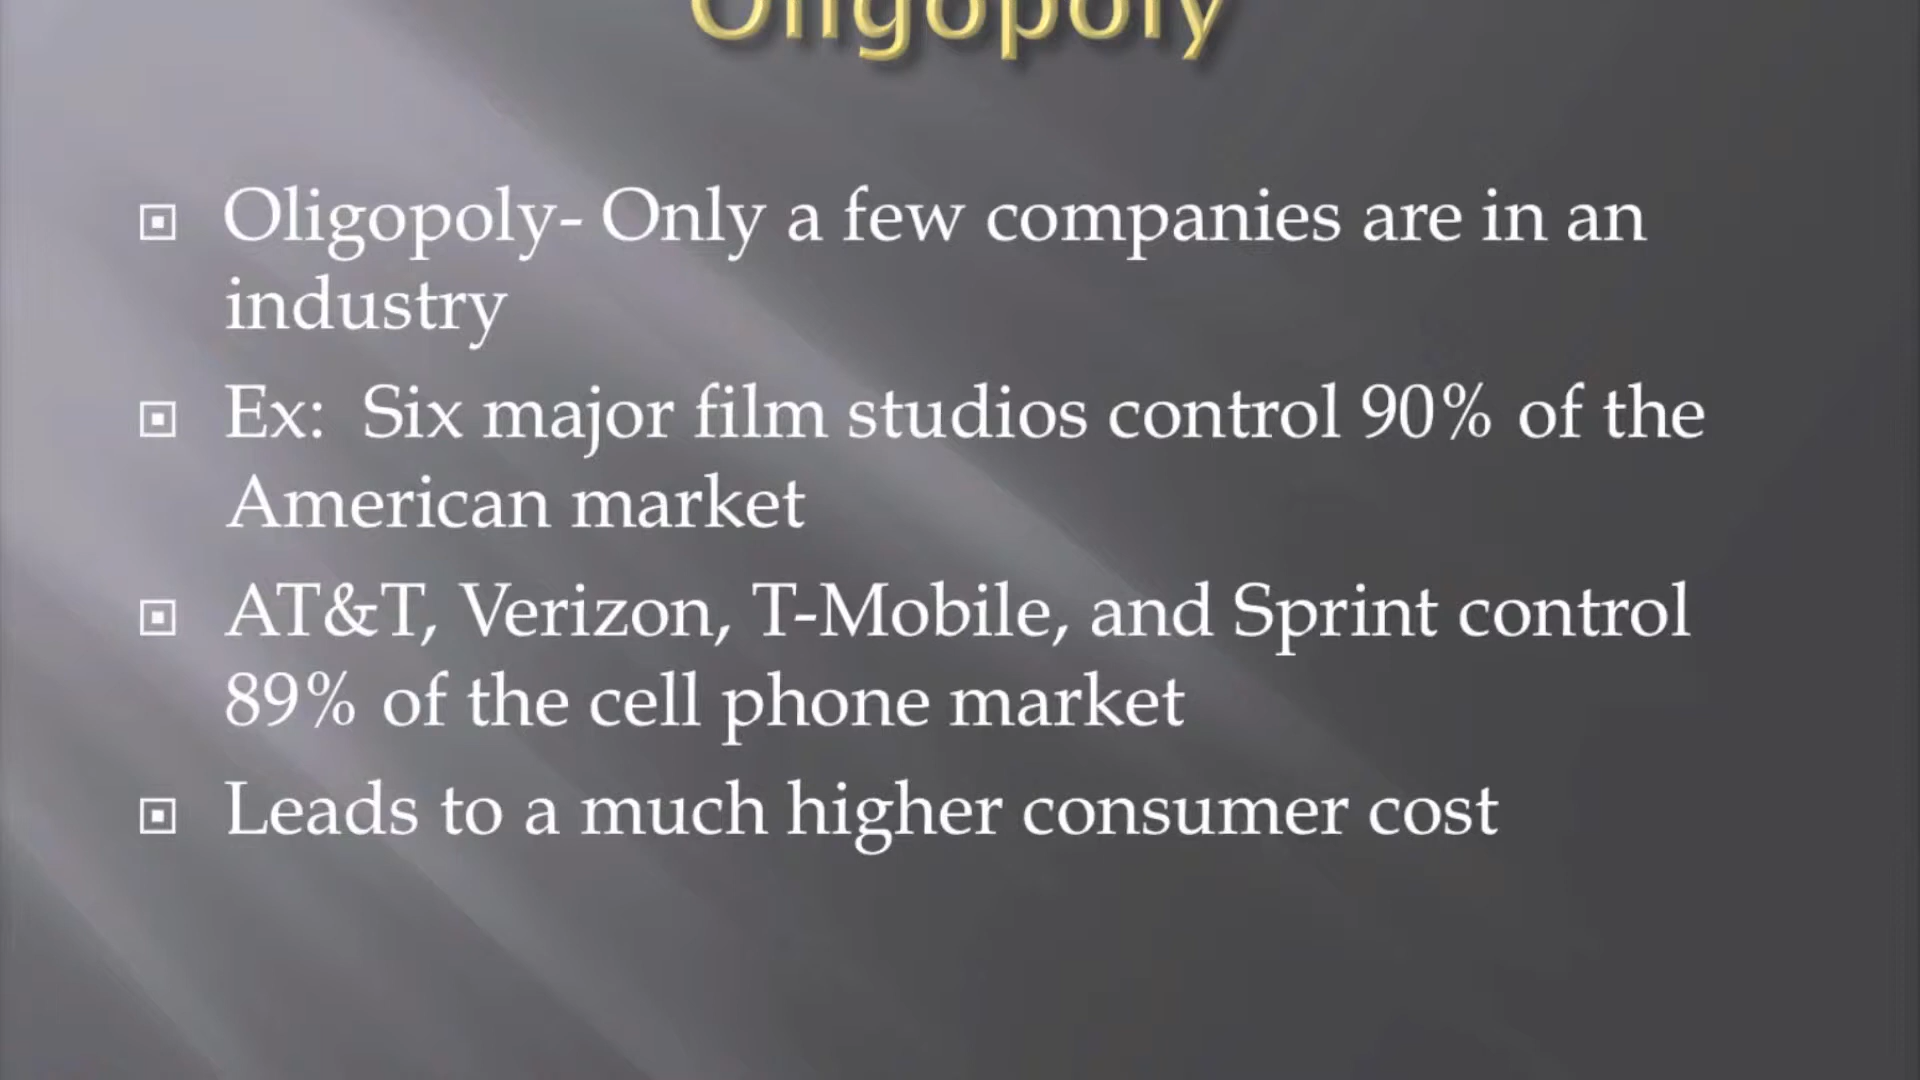 Oligopoly
Oligopoly- Only a few companies are in an
industry
Ex:  Six major film studios control 90% of the
American market
AT&T, Verizon, T-Mobile, and Sprint control
89% of the cell phone market
Leads to a much higher consumer cost